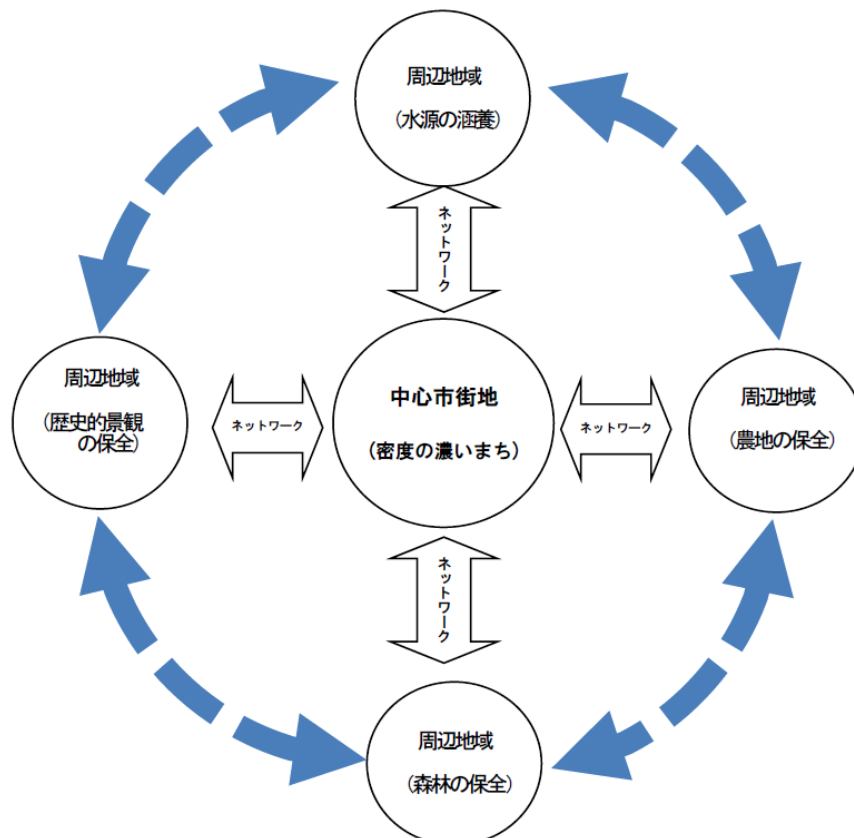 周辺地域
(水源の涵養)
ネットワーク
周辺地域
(歴史的景観
の保全)
ネットワーク
中心市街地
(密度の濃いまち)
ネットワーク
周辺地域
(農地の保全)
ネットワーク
周辺地域
(森林の保全)